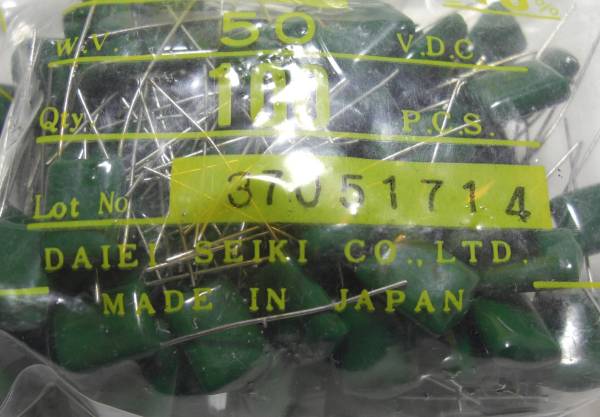 W.V. 50 V.D.C.
Qty. 100 P.C.S.
Lot No 37051714
DAIEI SEIKI CO.,LTD.
MADE IN JAPAN